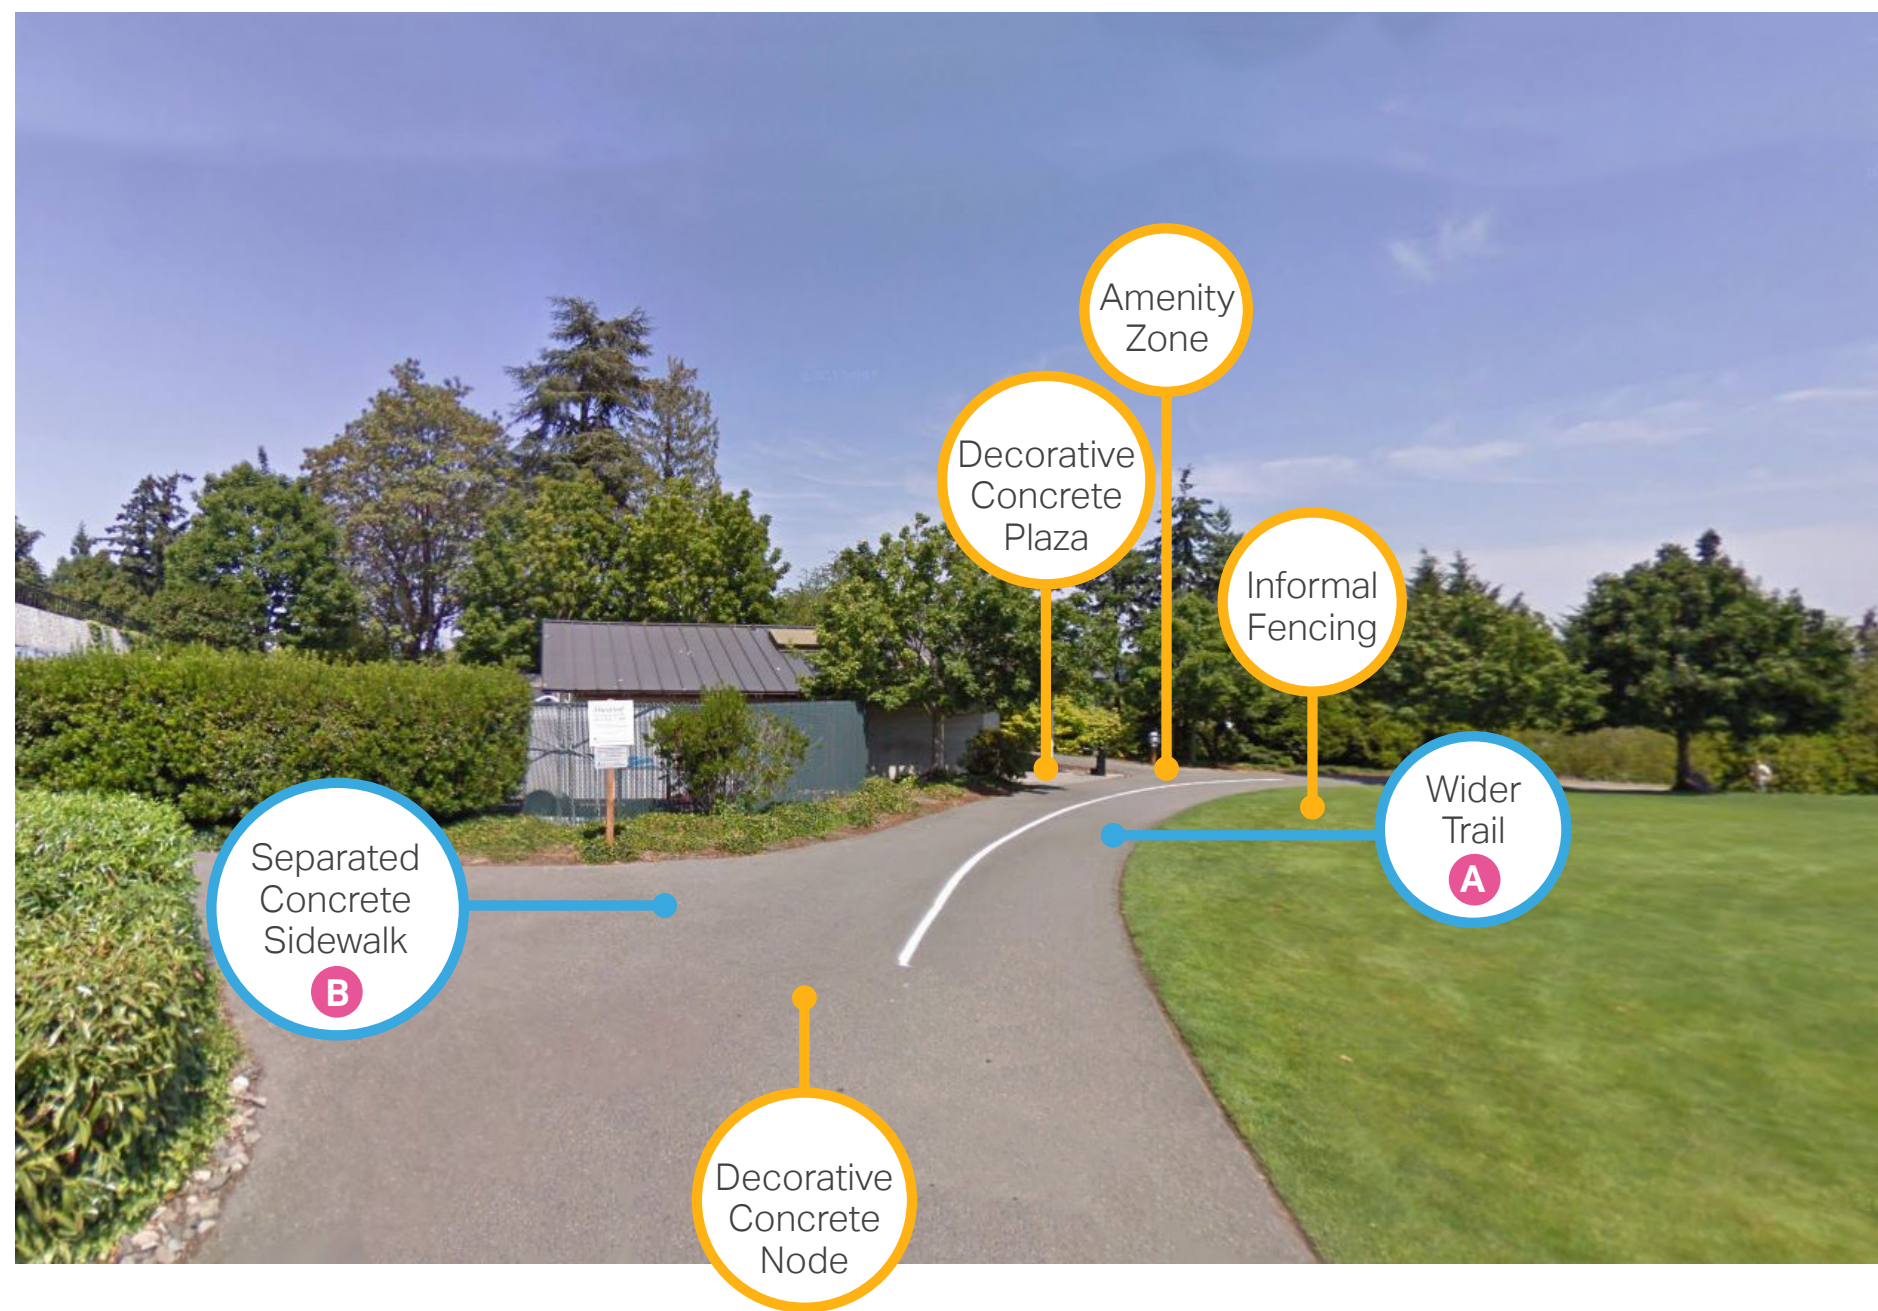 Amenity
Zone
Decorative
Concrete
Plaza
Informal
Fencing
Wider
Trail
A
Separated
Concrete
Sidewalk
B
Decorative
Concrete
Node